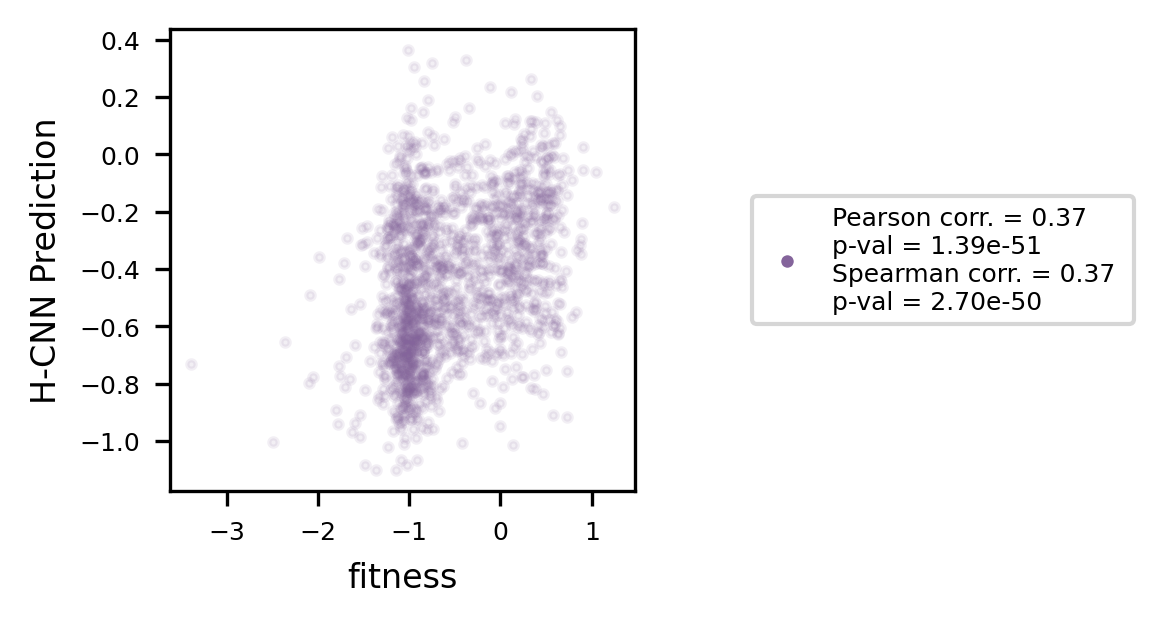 0.4
0.2
0.0
−0.2
−0.4
−0.6
−0.8
−1.0
H-CNN Prediction
−3
−2
−1
0
1
fitness
Pearson corr. = 0.37
p-val = 1.39e-51
Spearman corr. = 0.37
p-val = 2.70e-50